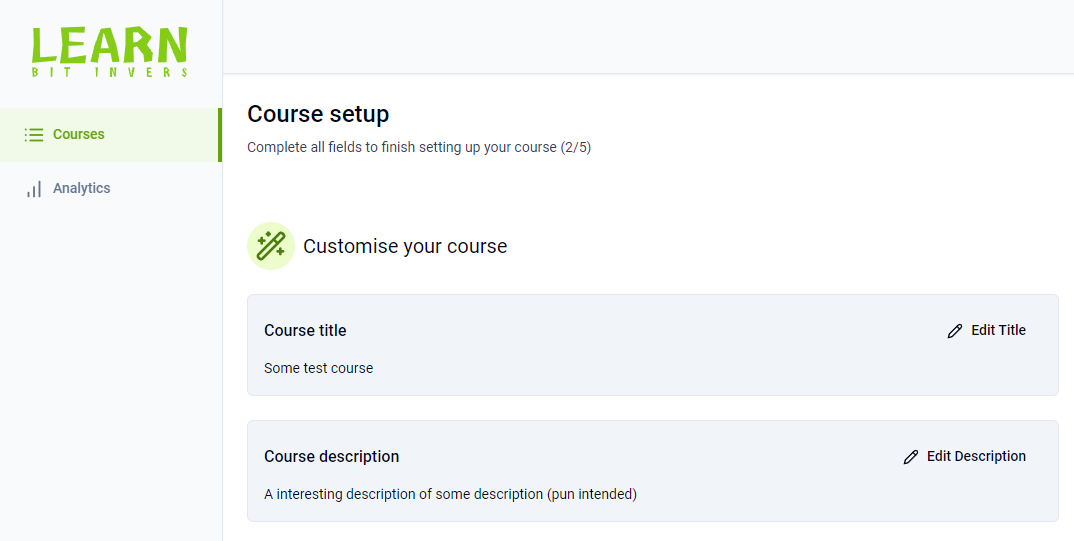 LEARN
BIT INVERS
Courses
Analytics
Course setup
Complete all fields to finish setting up your course (2/5)
Customise your course
Course title
Edit Title
Some test course
Course description
Edit Description
A interesting description of some description (pun intended)